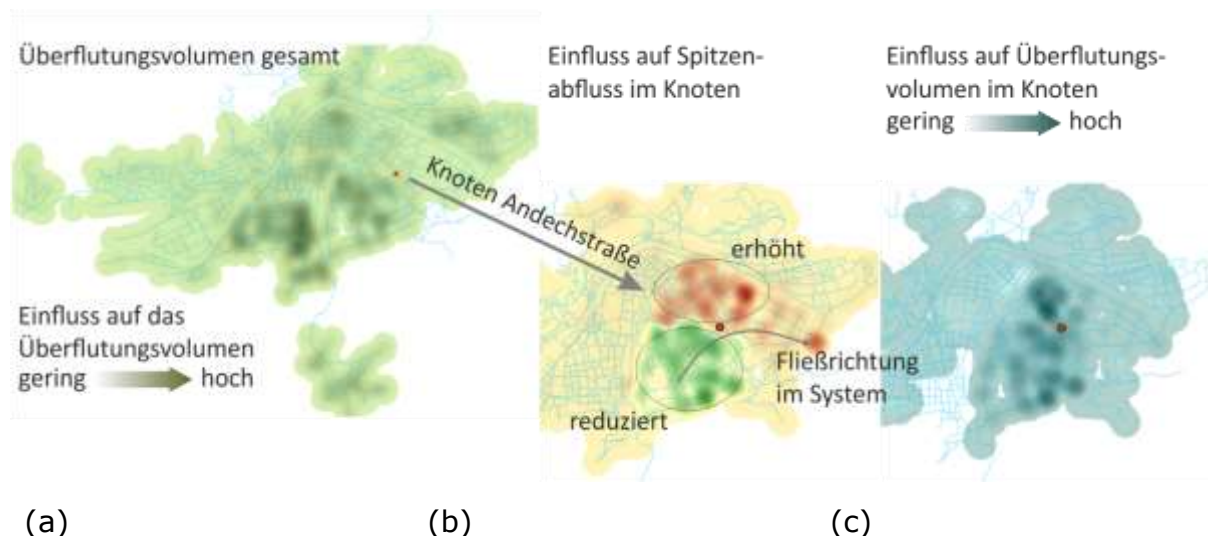 Überflutungsvolumen gesamt
Einfluss auf das
Überflutungsvolumen
gering hoch
Knoten Andechstraße
Einfluss auf Spitzen-
abfluss im Knoten
erhöht
Fließrichtung
im System
reduziert
Einfluss auf Überflutungs-
volumen im Knoten
gering hoch
(a)
(b)
(c)